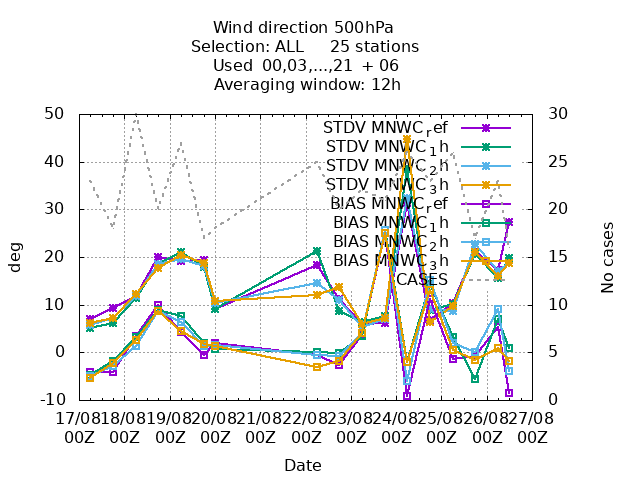 Wind direction 500hPa
Selection: ALL 25 stations
Used 00,03,...,21 + 06
Averaging window: 12h
50
40
30
20
10
0
-10
30
25
20
15
10
5
0
deg
No cases
STDV MNWC_ref
STDV MNWC_1h
STDV MNWC_2h
STDV MNWC_3h
BIAS MNWC_ref
BIAS MNWC_1h
BIAS MNWC_2h
BIAS MNWC_3h
CASES
17/08 18/08 19/08 20/08 21/08 22/08 23/08 24/08 25/08 26/08 27/08
00Z 00Z 00Z 00Z 00Z 00Z 00Z 00Z 00Z 00Z 00Z
Date